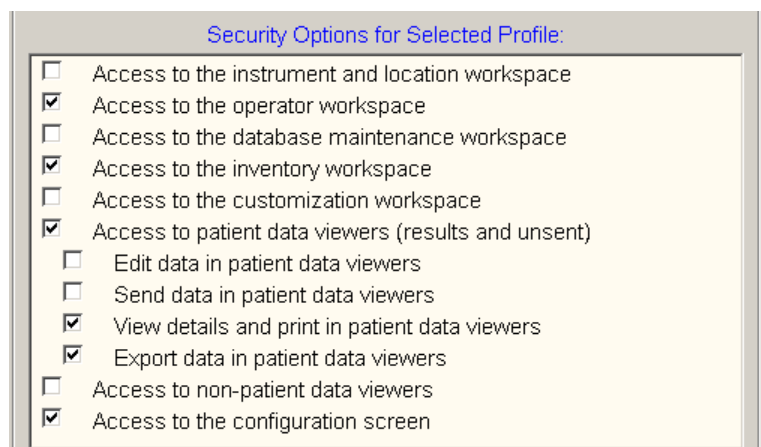 Security Options for Selected Profile:
Access to the instrument and location workspace
Access to the operator workspace
Access to the database maintenance workspace
Access to the inventory workspace
Access to the customization workspace
Access to patient data viewers (results and unsent)
Edit data in patient data viewers
Send data in patient data viewers
View details and print in patient data viewers
Export data in patient data viewers
Access to non-patient data viewers
Access to the configuration screen